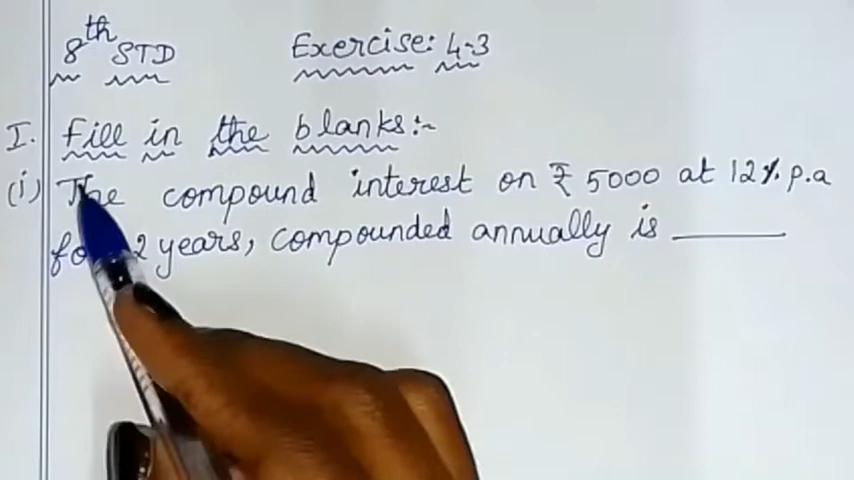 8th STD Exercise: 4.3
I. Fill in the blanks:-
(i) The compound interest on ₹ 5000 at 12% p.a
2 years, compounded annually is ________